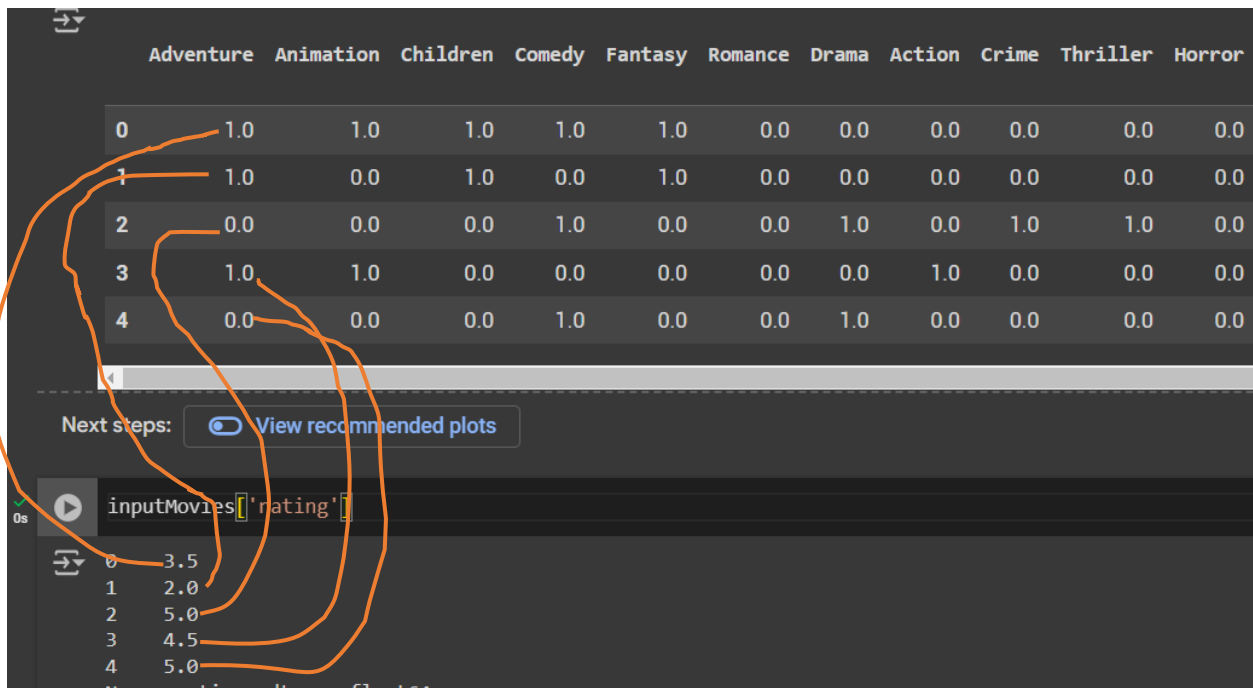 Adventure Animation Children Comedy Fantasy Romance Drama Action Crime Thriller Horror
0 1.0 1.0 1.0 1.0 1.0 0.0 0.0 0.0 0.0 0.0 0.0
1 1.0 0.0 1.0 0.0 1.0 0.0 0.0 0.0 0.0 0.0 0.0
2 0.0 0.0 0.0 1.0 0.0 0.0 1.0 0.0 1.0 1.0 0.0
3 1.0 1.0 0.0 0.0 0.0 0.0 0.0 1.0 0.0 0.0 0.0
4 0.0 0.0 0.0 1.0 0.0 0.0 1.0 0.0 0.0 0.0 0.0
Next steps: View recommended plots
0s inputMovies['rating']
0 3.5
1 2.0
2 5.0
3 4.5
4 5.0